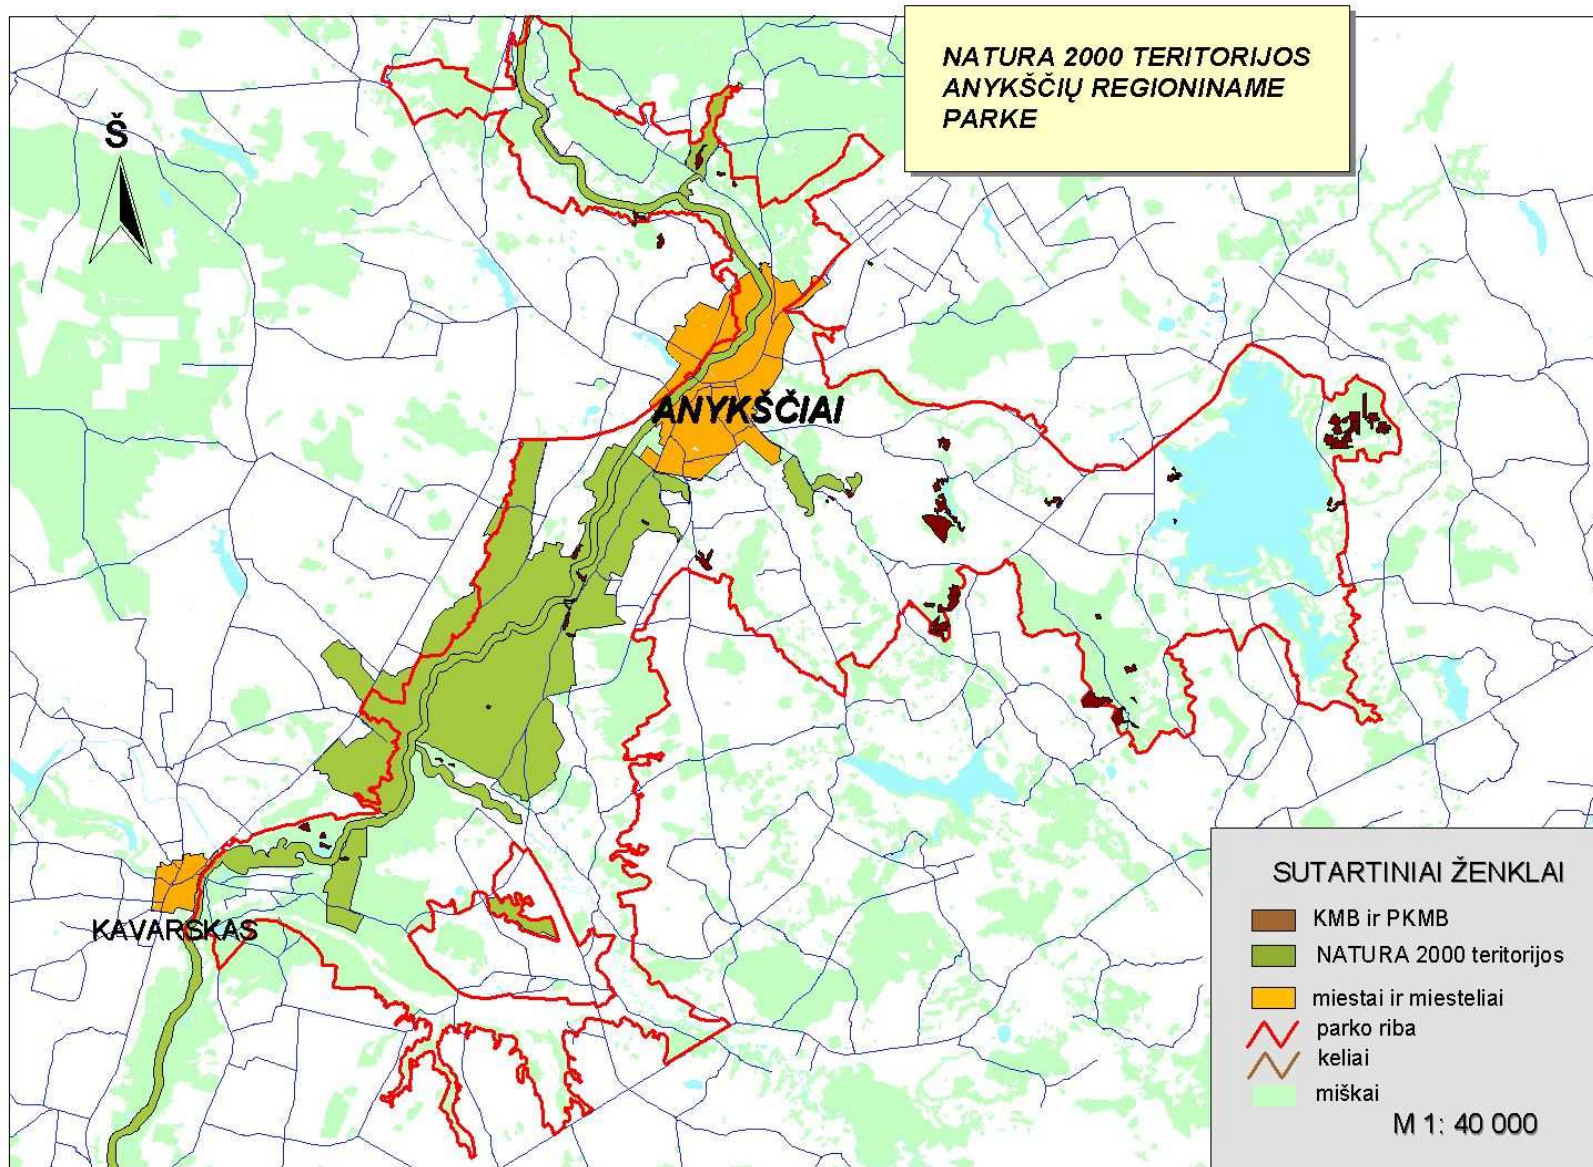 NATURA 2000 TERITORIJOS
ANYKŠČIŲ REGIONINAME
PARKE
Š
ANYKŠČIAI
KAVARSKAS
SUTARTINIAI ŽENKLAI
KMB ir PKMB
NATURA 2000 teritorijos
miestai ir miesteliai
parko riba
keliai
miškai
M 1: 40 000